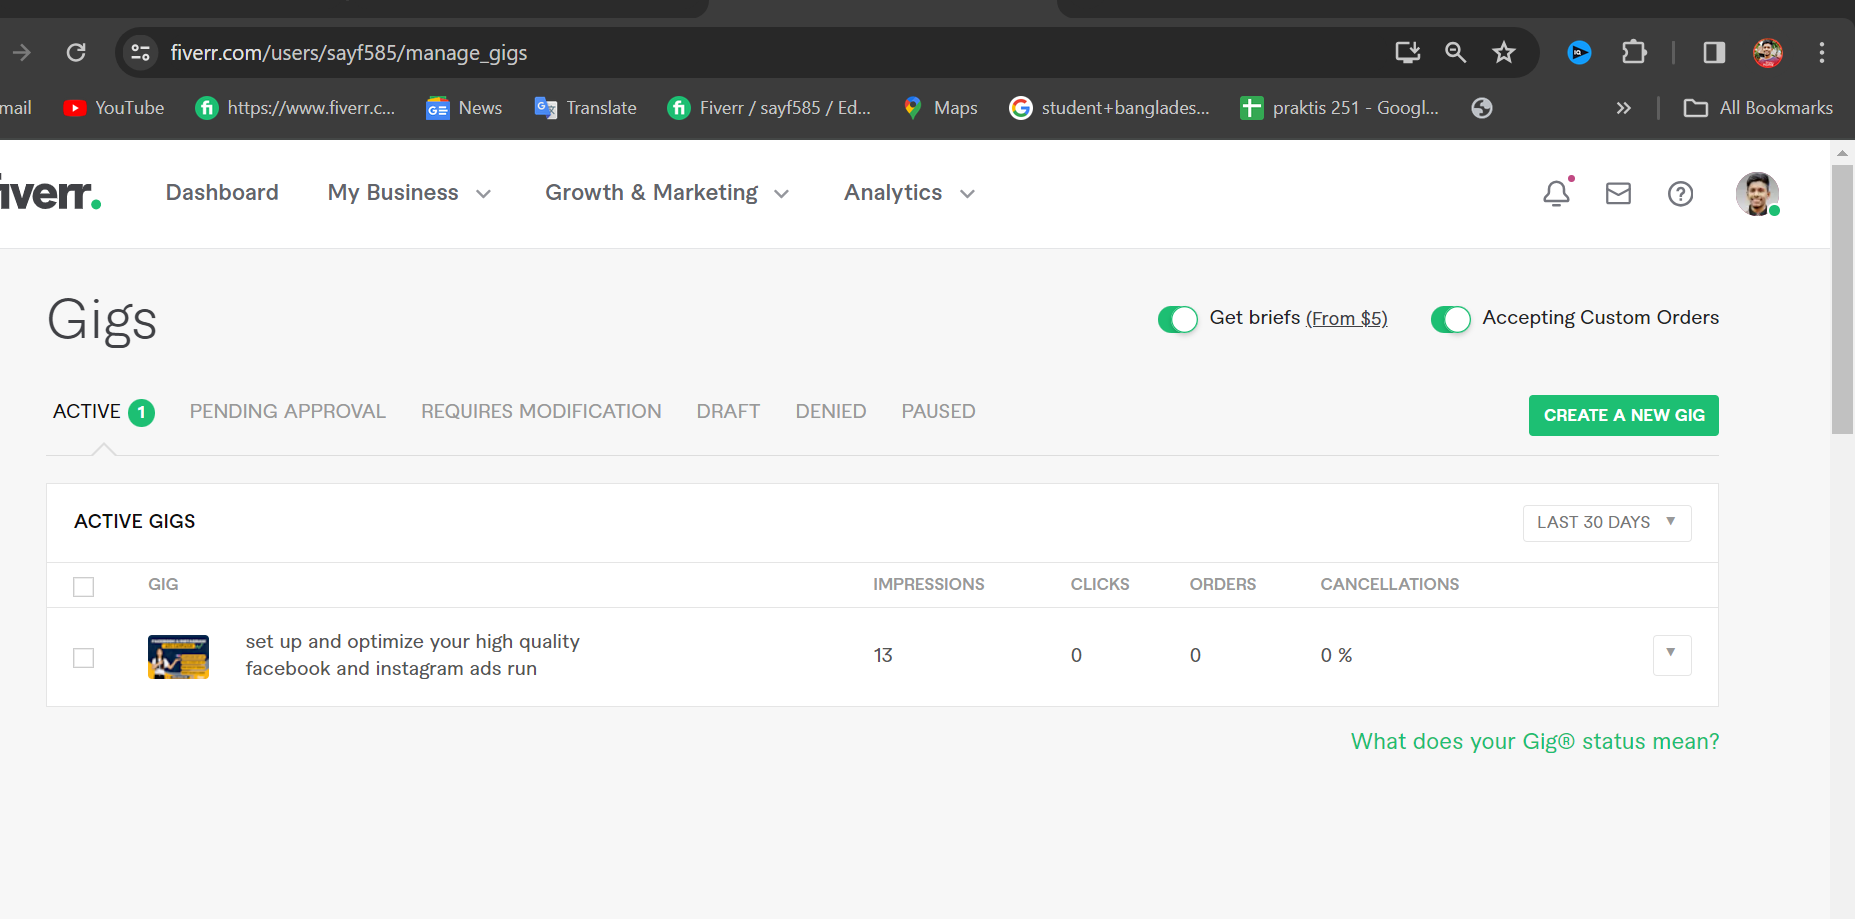 fiverr.com/users/sayf585/manage_gigs
mail YouTube https://www.fiverr.c... News Translate Fiverr / sayf585 / Ed... Maps student+banglades... praktis 251 - Googl... » All Bookmarks
fiverr. Dashboard My Business Growth & Marketing Analytics
Gigs Get briefs (From $5) Accepting Custom Orders
ACTIVE 1 PENDING APPROVAL REQUIRES MODIFICATION DRAFT DENIED PAUSED CREATE A NEW GIG
ACTIVE GIGS LAST 30 DAYS
GIG IMPRESSIONS CLICKS ORDERS CANCELLATIONS
set up and optimize your high quality
facebook and instagram ads run 13 0 0 0 %
What does your Gig® status mean?